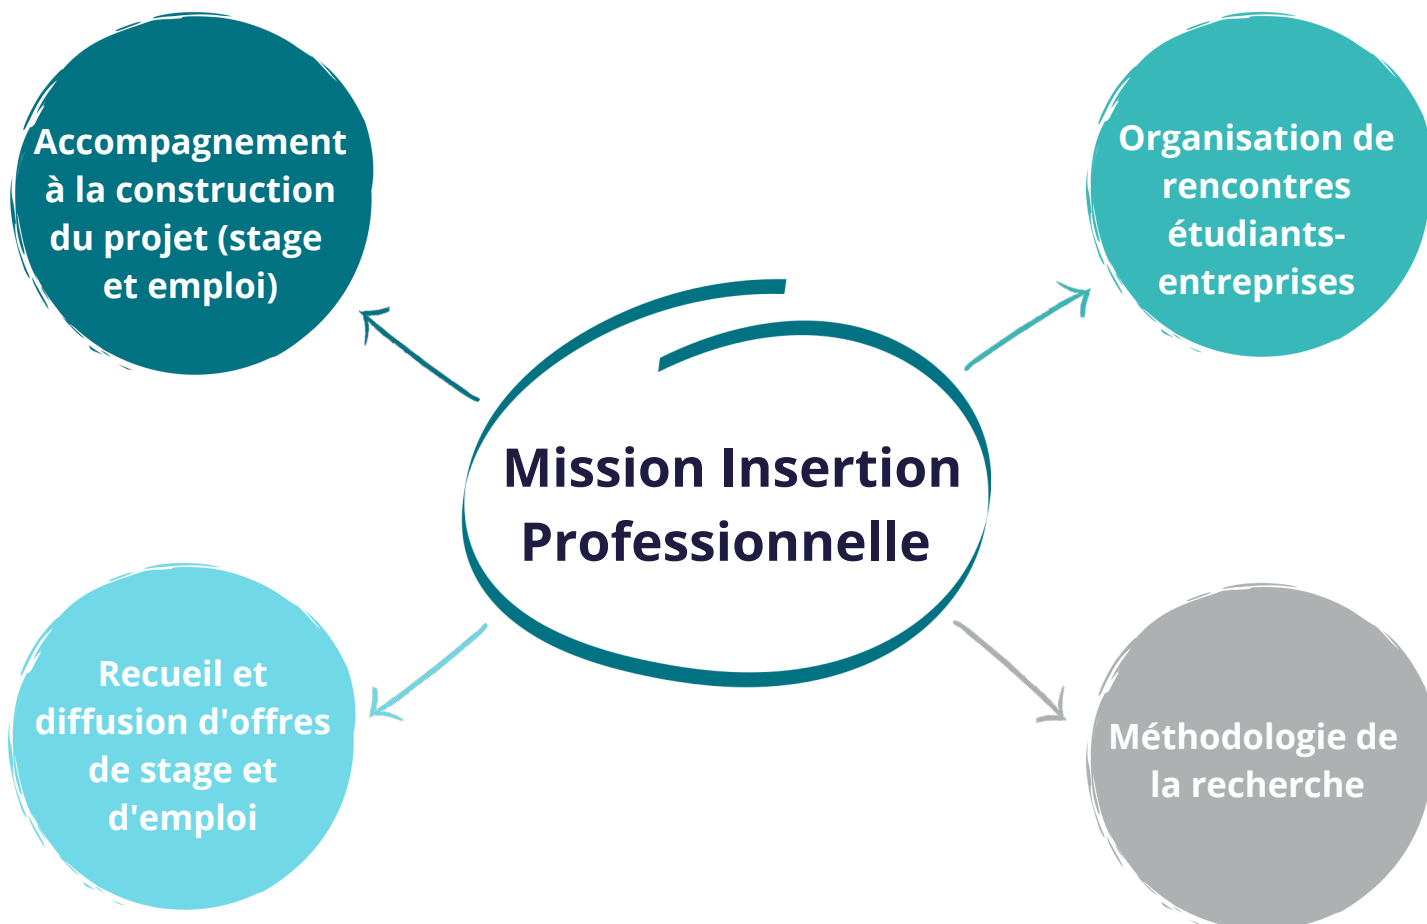 Accompagnement
à la construction
du projet (stage
et emploi)
Organisation de
rencontres
étudiants-
entreprises
Mission Insertion
Professionnelle
Recueil et
diffusion d'offres
de stage et
d'emploi
Méthodologie de
la recherche